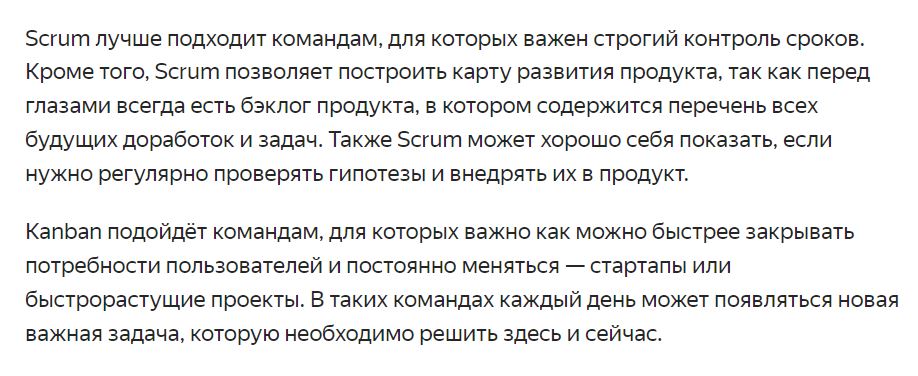 Scrum лучше подходит командам, для которых важен строгий контроль сроков.
Кроме того, Scrum позволяет построить карту развития продукта, так как перед
глазами всегда есть бэклог продукта, в котором содержится перечень всех
будущих доработок и задач. Также Scrum может хорошо себя показать, если
нужно регулярно проверять гипотезы и внедрять их в продукт.
Kanban подойдёт командам, для которых важно как можно быстрее закрывать
потребности пользователей и постоянно меняться — стартапы или
быстрорастущие проекты. В таких командах каждый день может появляться новая
важная задача, которую необходимо решить здесь и сейчас.